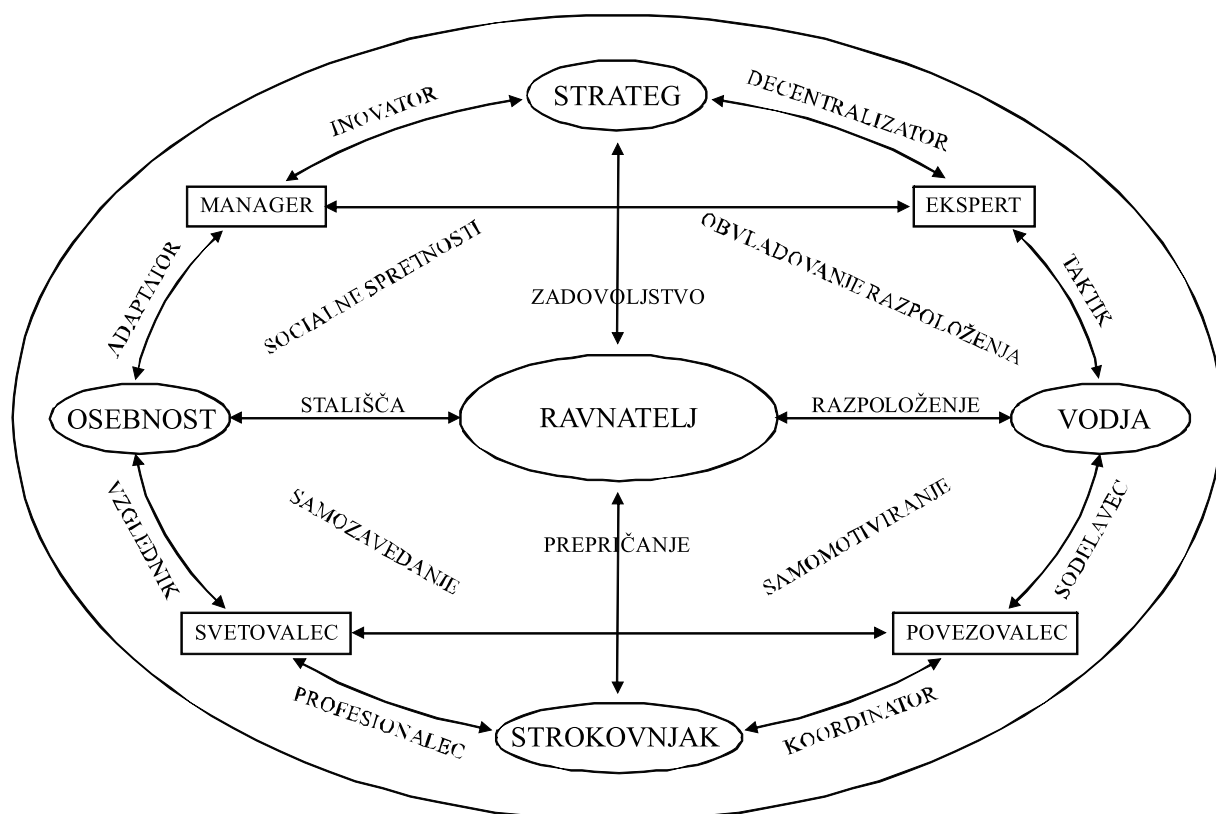 STRATEG
INOVATOR
DECENTRALIZATOR
MANAGER
EKSPERT
ADAPTATOR
SOCIALNE SPRETNOSTI
OBVLADOVANJE RAZPOLOŽENJA
TAKTIK
ZADOVOLJSTVO
OSEBNOST
STALIŠČA
RAVNATELJ
RAZPOLOŽENJE
VODJA
VZGLEDNIK
SAMOZAVEDANJE
PREPRIČANJE
SAMOMOTIVIRANJE
SODELAVEC
SVETOVALEC
POVEZOVALEC
PROFESIONALEC
STROKOVNJAK
KOORDINATOR